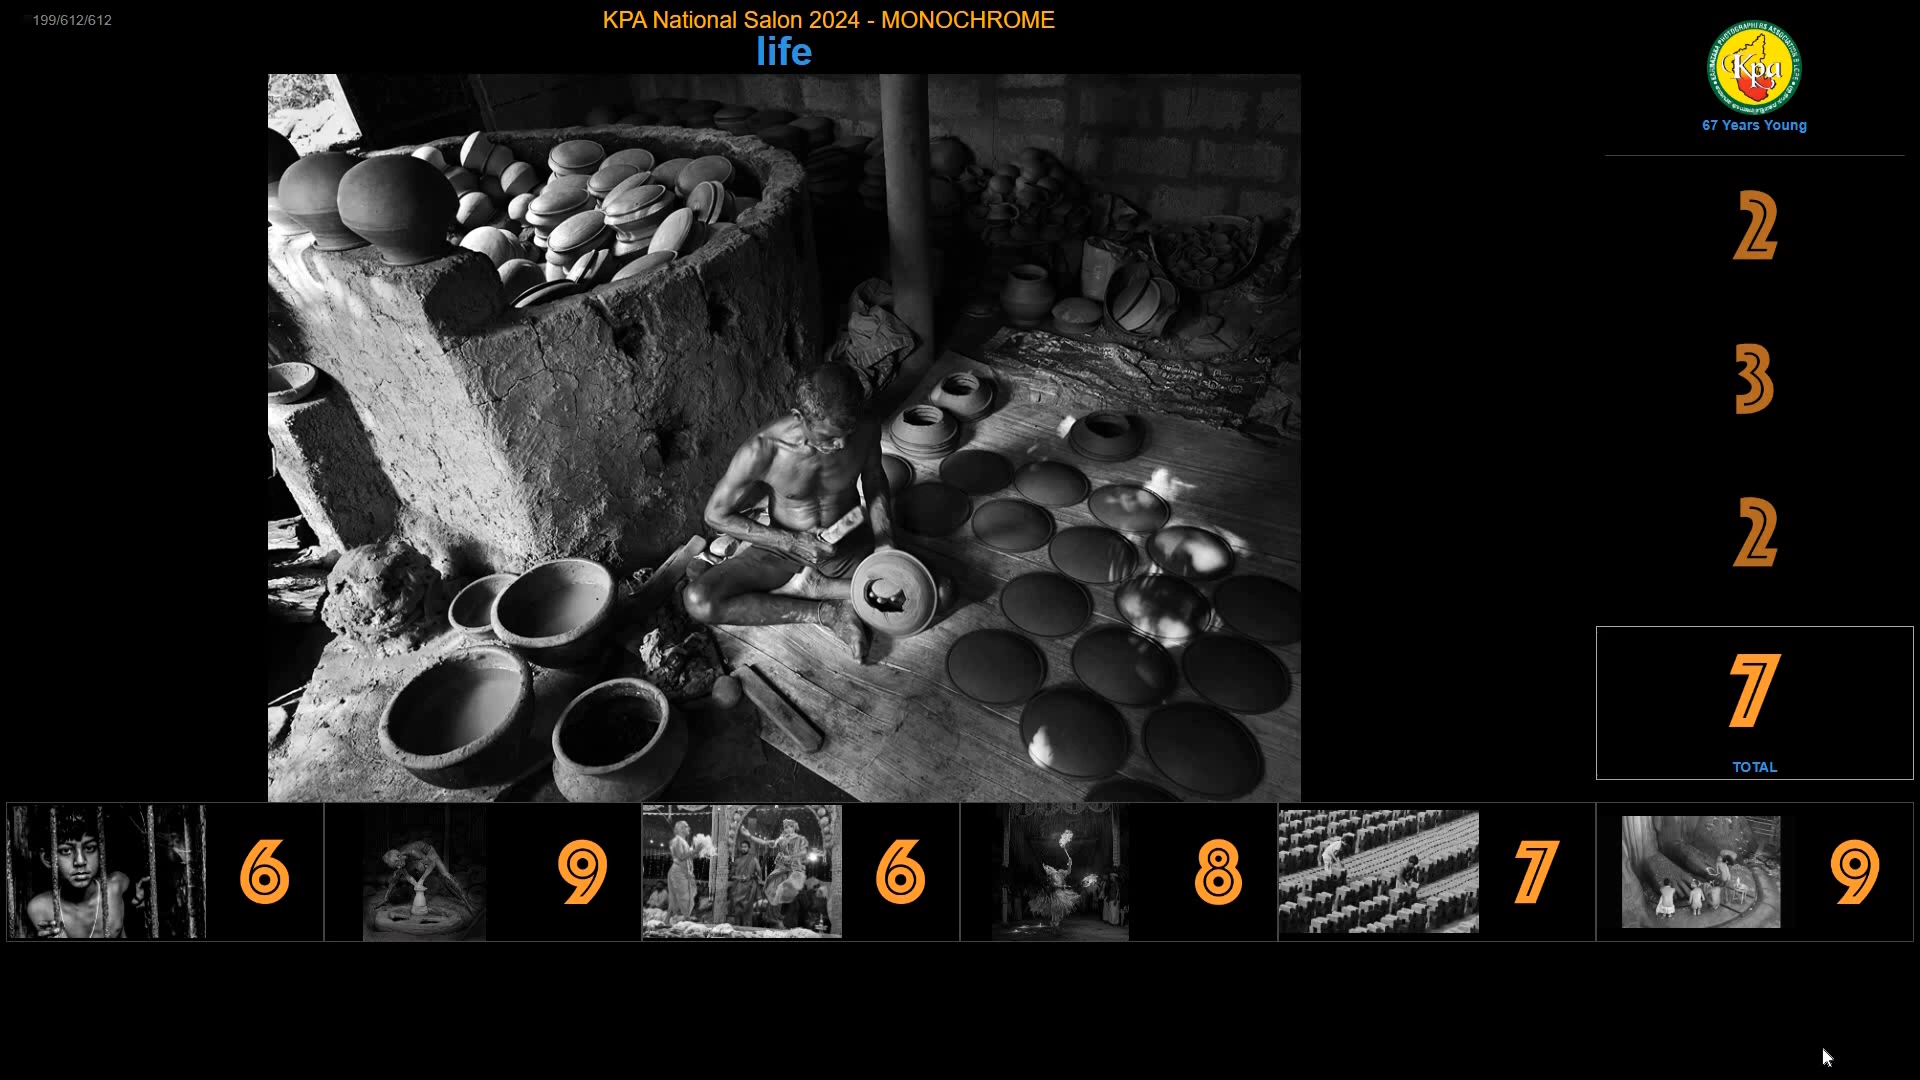 199/612/612
KPA National Salon 2024 - MONOCHROME
life
Kpa
67 Years Young
2
3
2
7
TOTAL
6
9
6
8
7
9